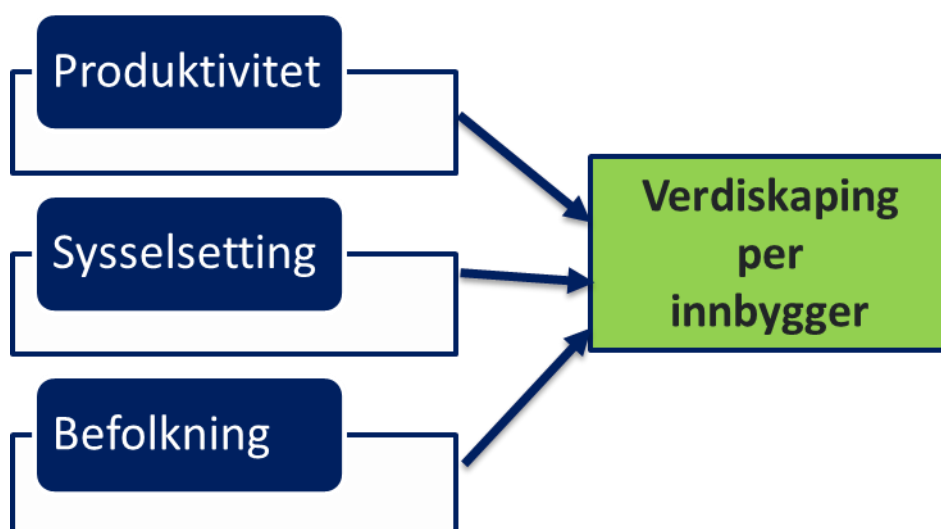 Produktivitet
Sysselsetting
Befolkning
Verdiskaping
per
innbygger